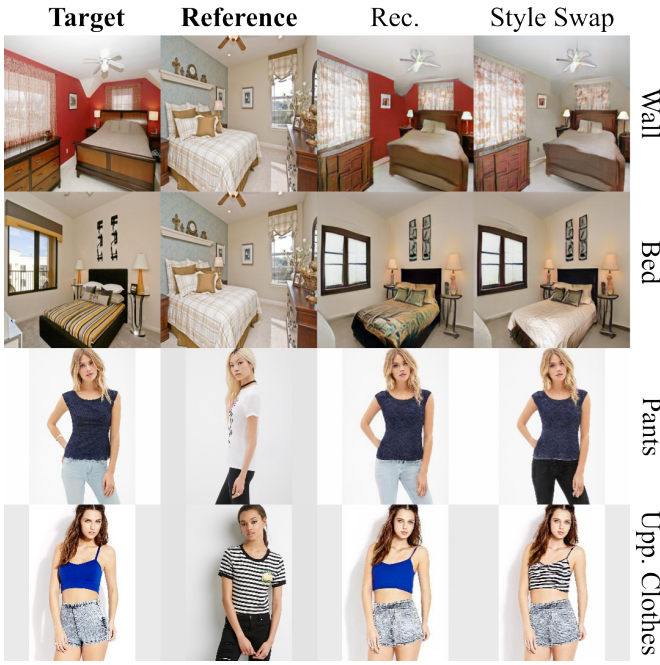 Target
Reference
Rec.
Style Swap
Wall
Bed
Pants
Upp. Clothes